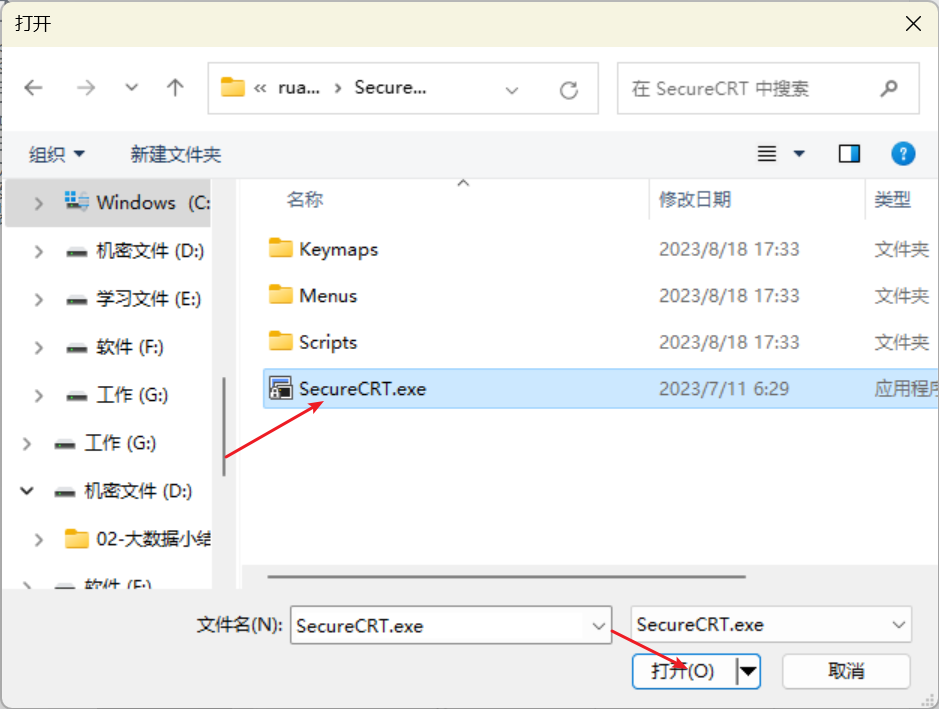 打开
« rua... › Secure...
在 SecureCRT 中搜索
组织
新建文件夹
名称
修改日期
类型
Windows (C:
机密文件 (D:)
学习文件 (E:)
软件 (F:)
工作 (G:)
工作 (G:)
机密文件 (D:)
02-大数据小结
软件 (F:)
Keymaps 2023/8/18 17:33 文件夹
Menus 2023/8/18 17:33 文件夹
Scripts 2023/8/18 17:33 文件夹
SecureCRT.exe 2023/7/11 6:29 应用程序
文件名(N): SecureCRT.exe
SecureCRT.exe
打开(O)
取消